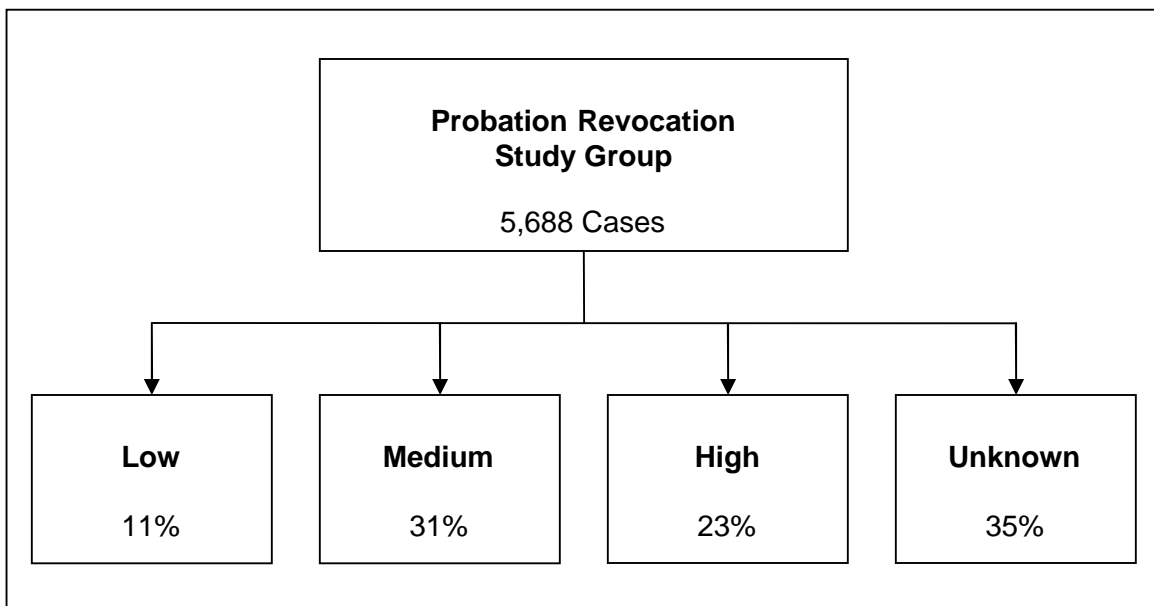 Probation Revocation
Study Group
5,688 Cases
Low
11%
Medium
31%
High
23%
Unknown
35%